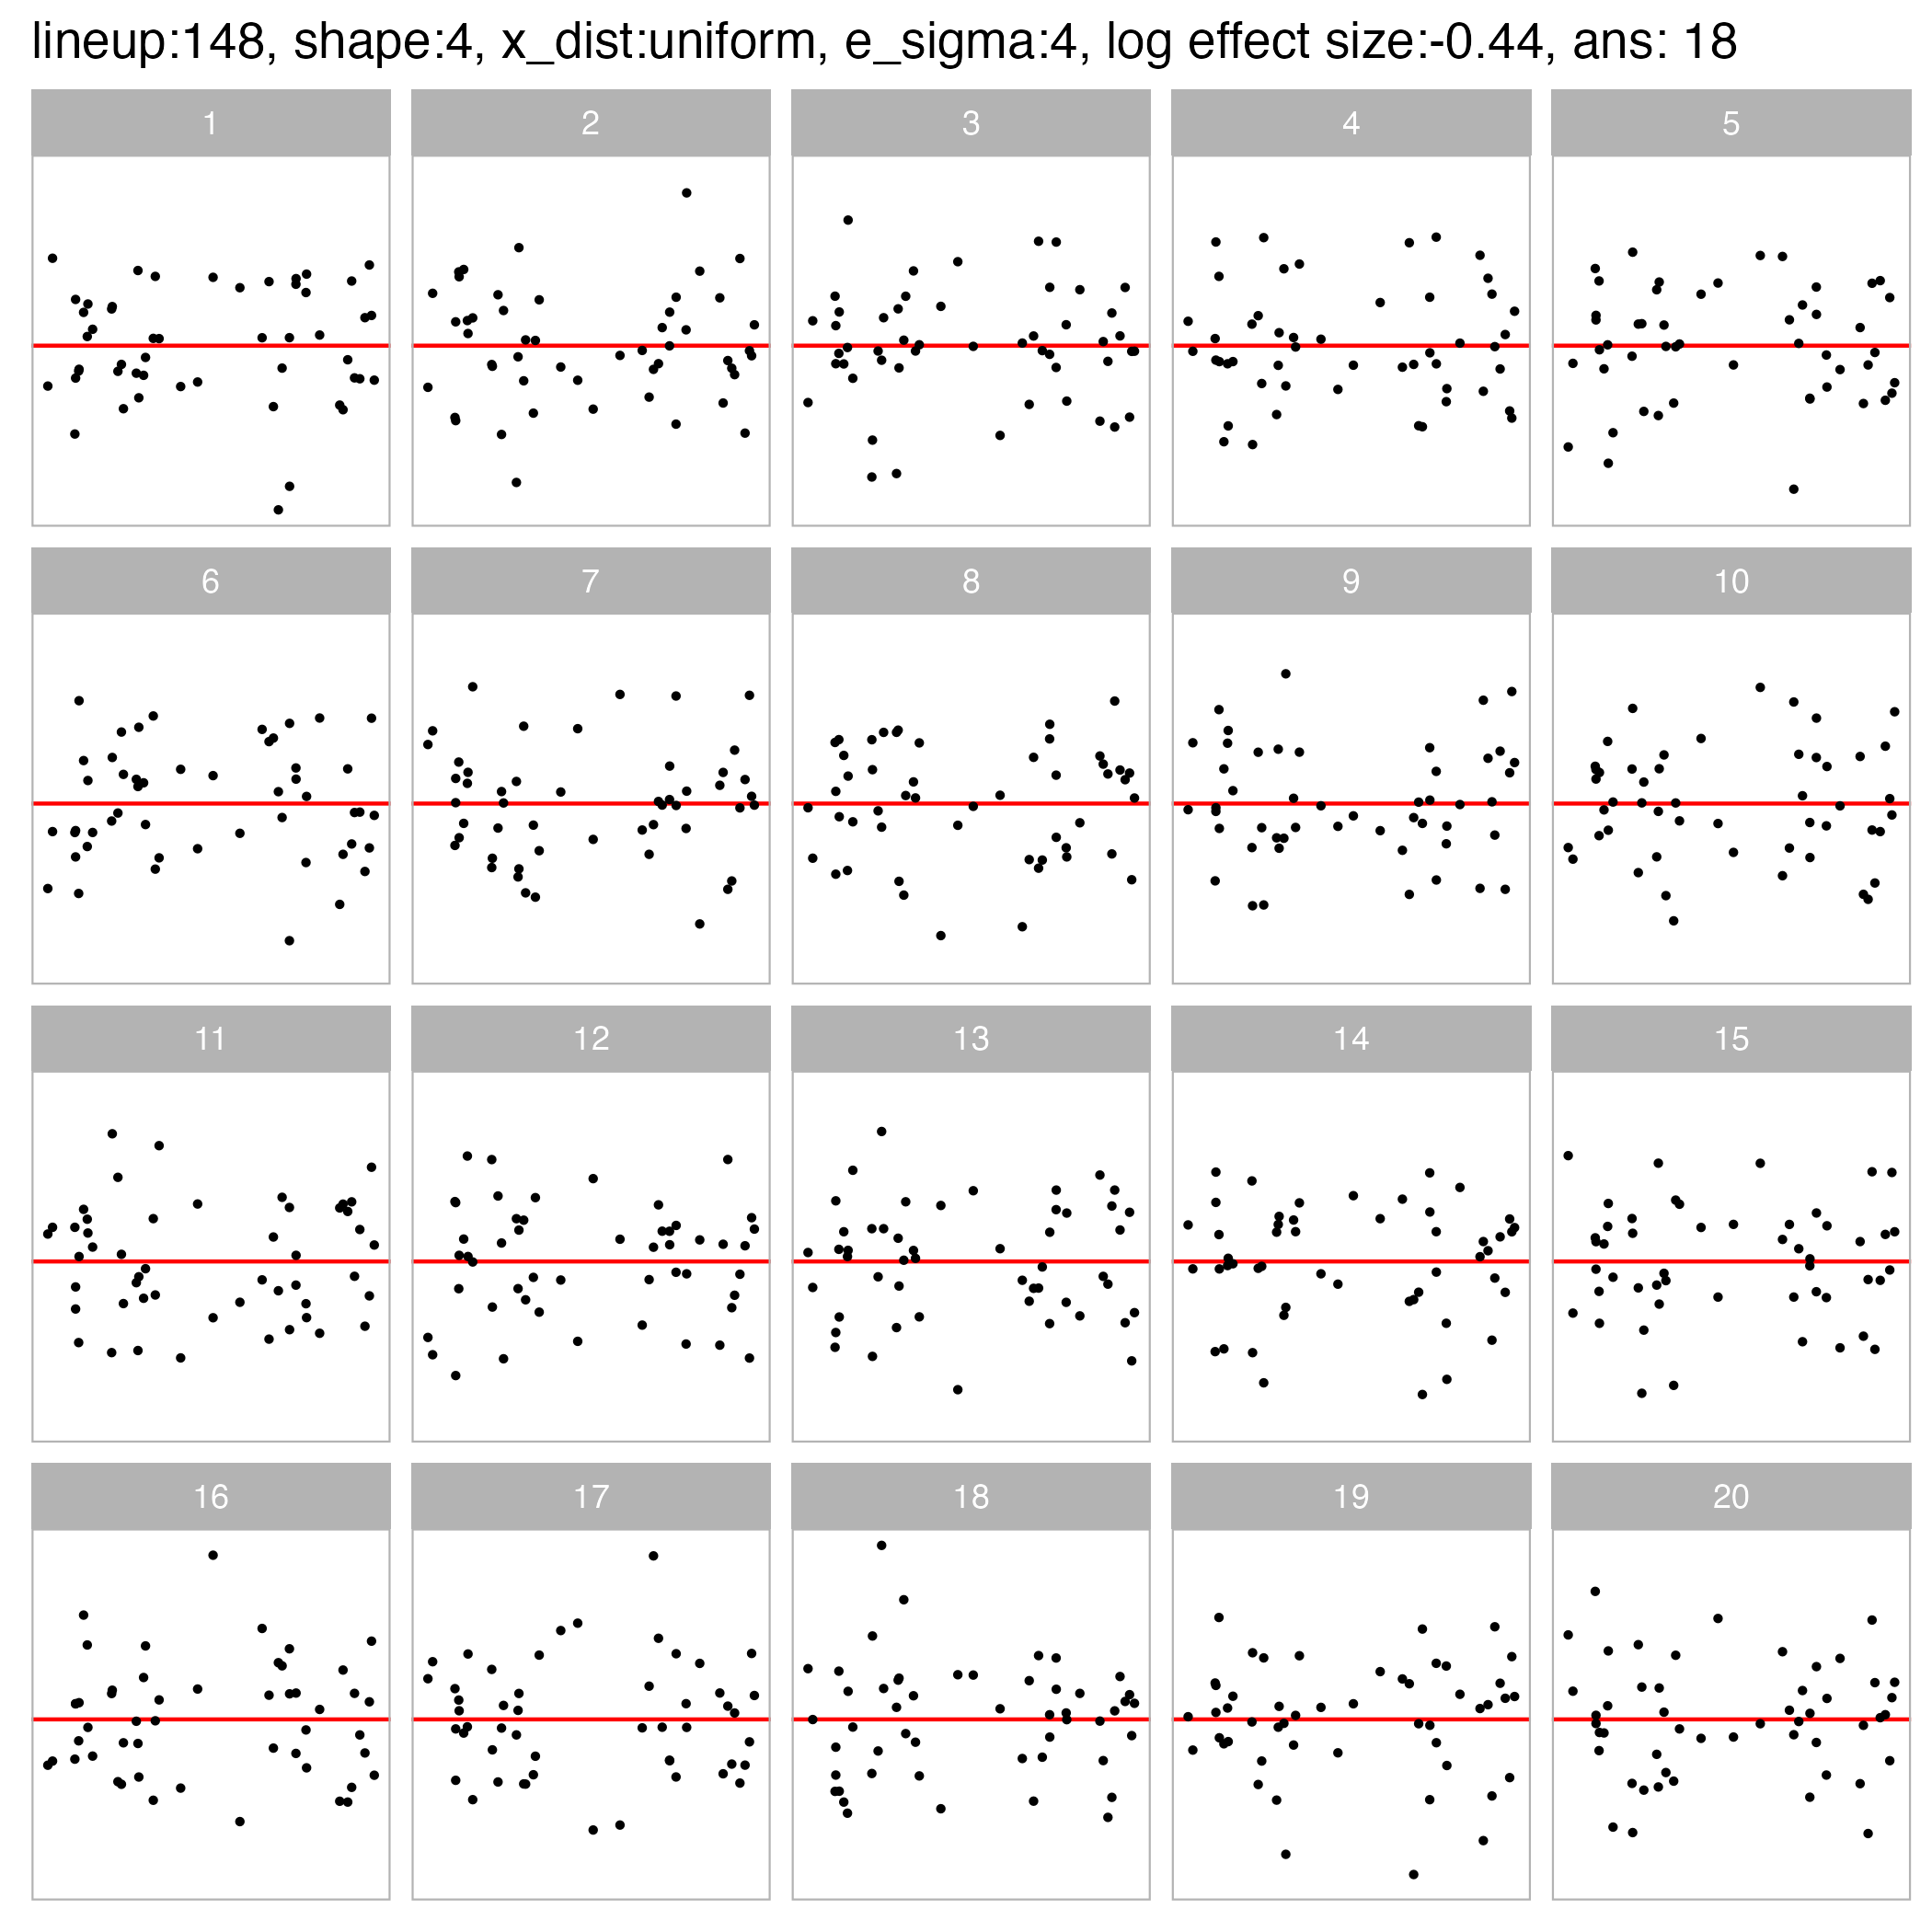 lineup:148, shape:4, x_dist:uniform, e_sigma:4, log effect size:-0.44, ans: 18
1 2 3 4 5
6 7 8 9 10
11 12 13 14 15
16 17 18 19 20